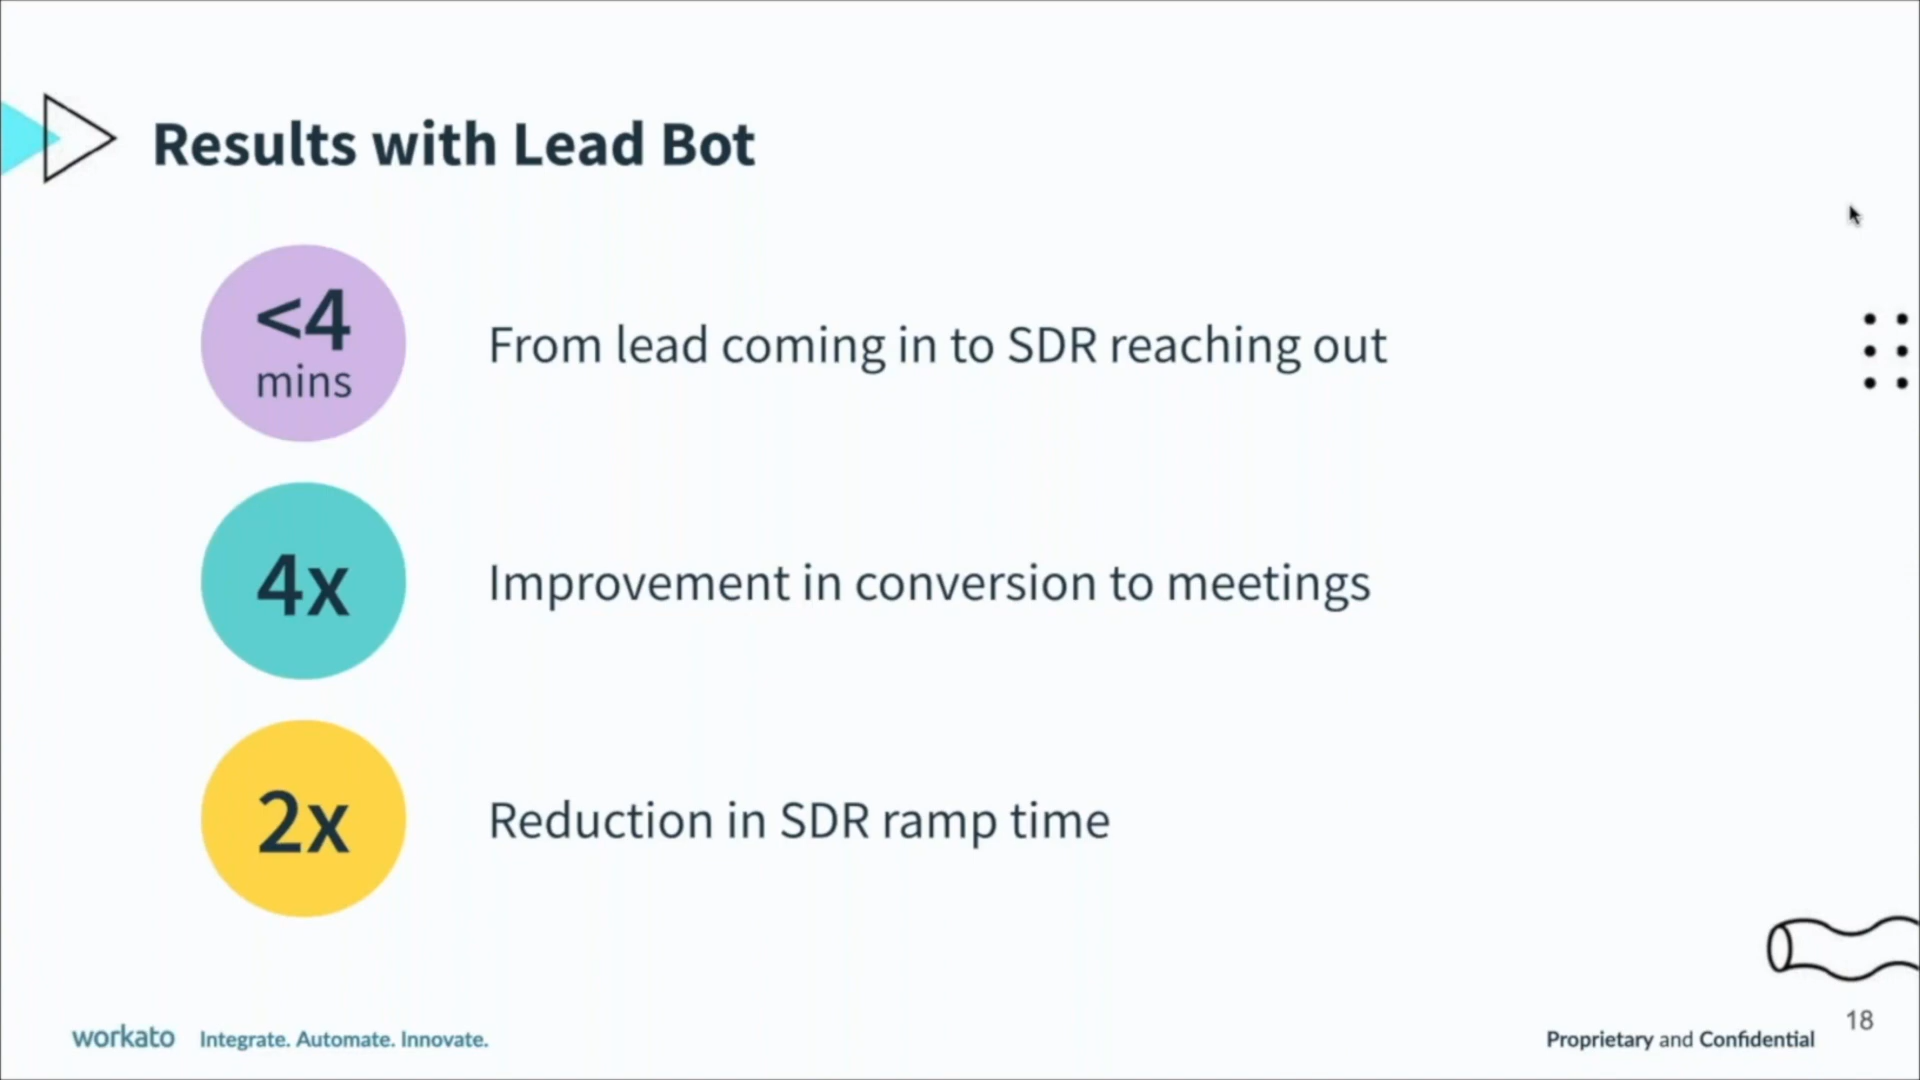 Results with Lead Bot
<4
mins
From lead coming in to SDR reaching out
4x
Improvement in conversion to meetings
2x
Reduction in SDR ramp time
workato Integrate. Automate. Innovate.
Proprietary and Confidential
18